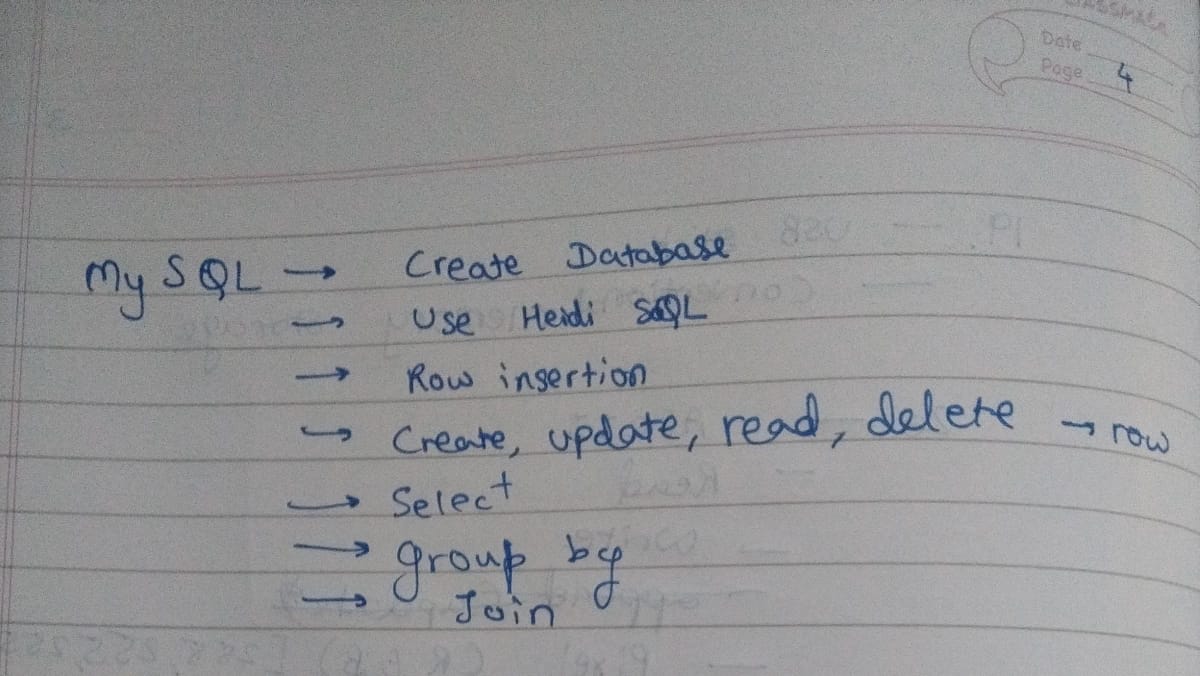 classmate
Date
Page 4
My SQL → Create Database
→ Use Heidi SQL
→ Row insertion
→ Create, update, read, delete → row
→ Select
→ group by
→ Join